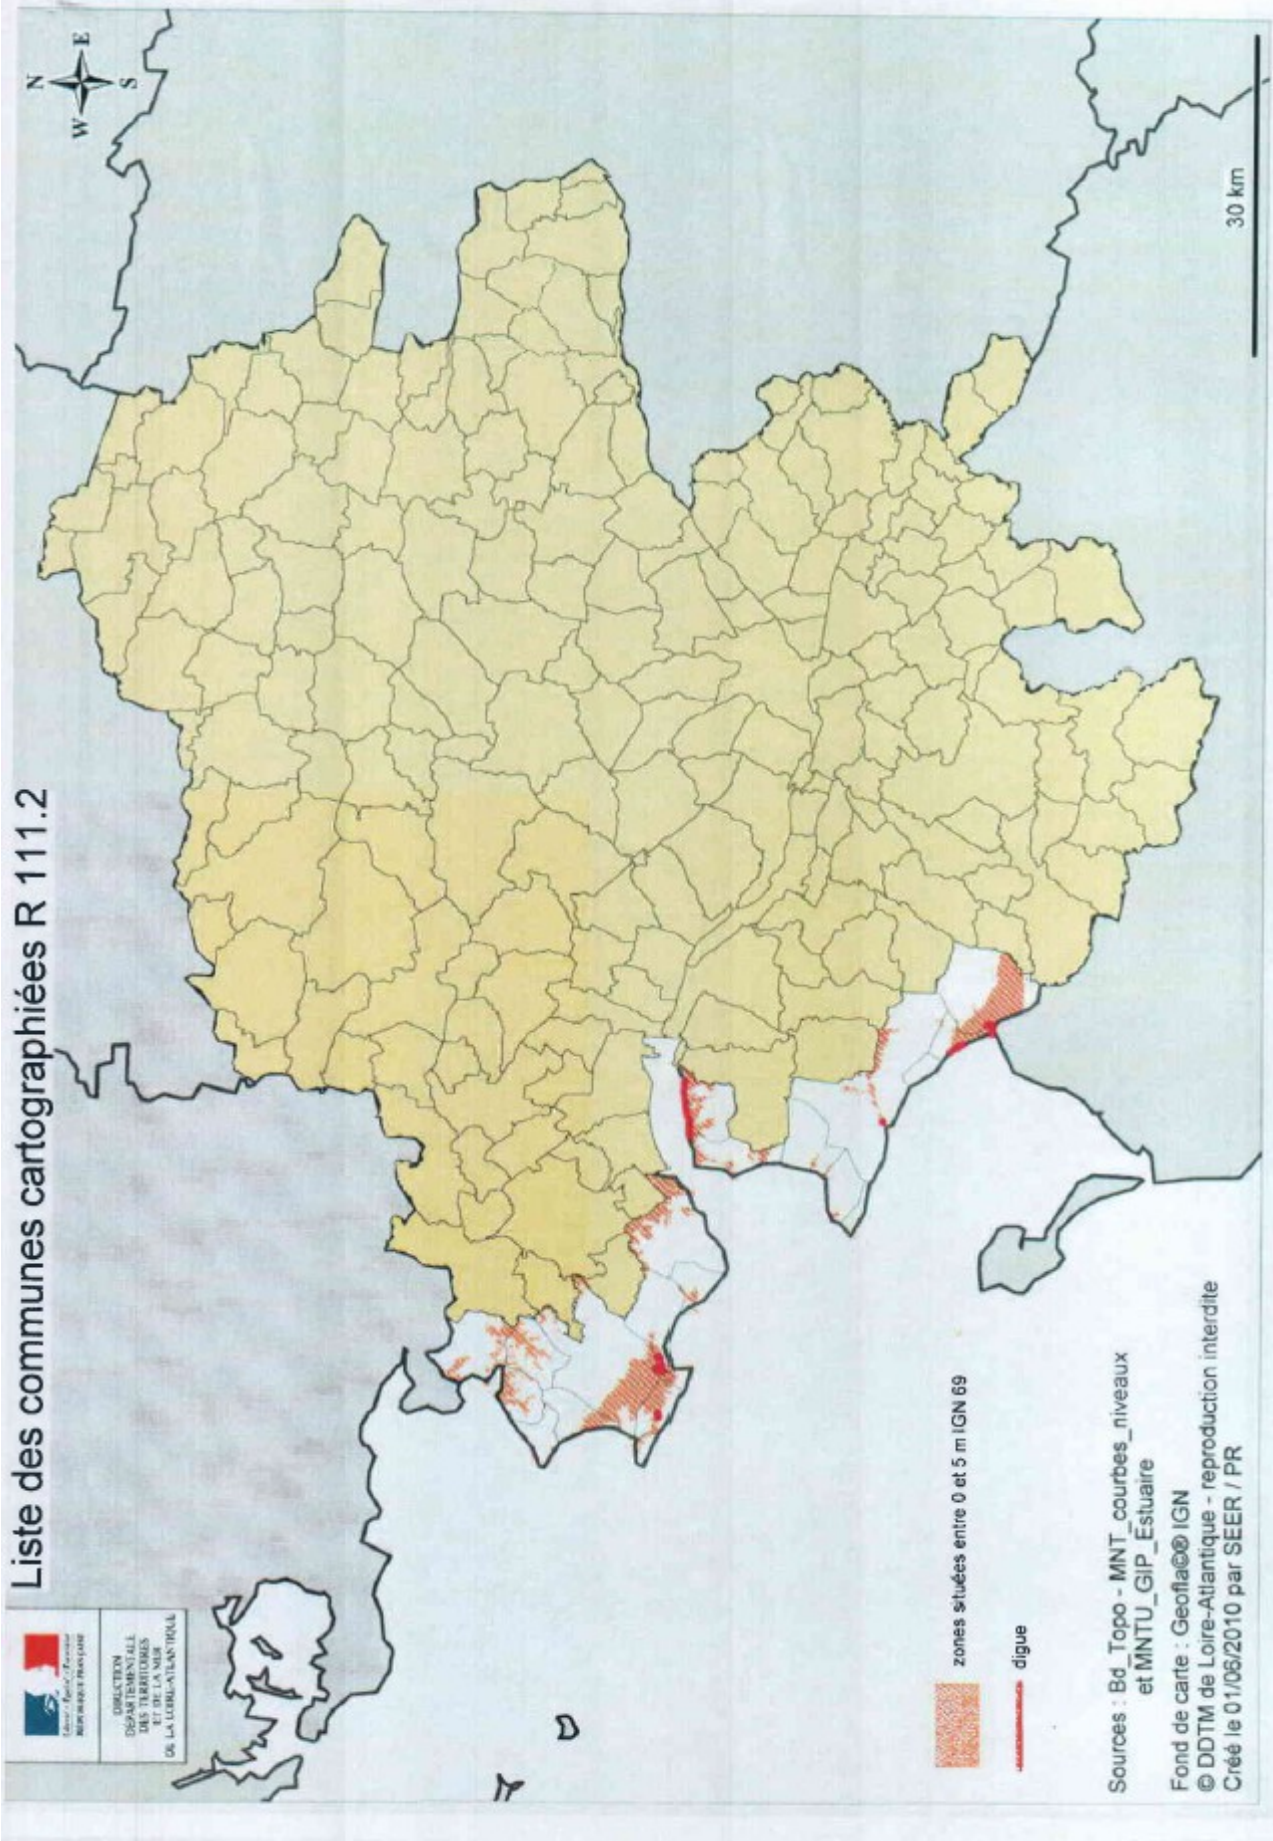 Liste des communes cartographiées R 111.2
N
W E
S
RÉPUBLIQUE FRANÇAISE
DIRECTION
DÉPARTEMENTALE
DES TERRITOIRES
ET DE LA MER
DE LA LOIRE-ATLANTIQUE
zones situées entre 0 et 5 m IGN 69
digue
30 km
Sources : Bd_Topo - MNT_courbes_niveaux
et MNTU_GIP_Estuaire
Fond de carte : Geofla©® IGN
© DDTM de Loire-Atlantique - reproduction interdite
Créé le 01/06/2010 par SEER / PR